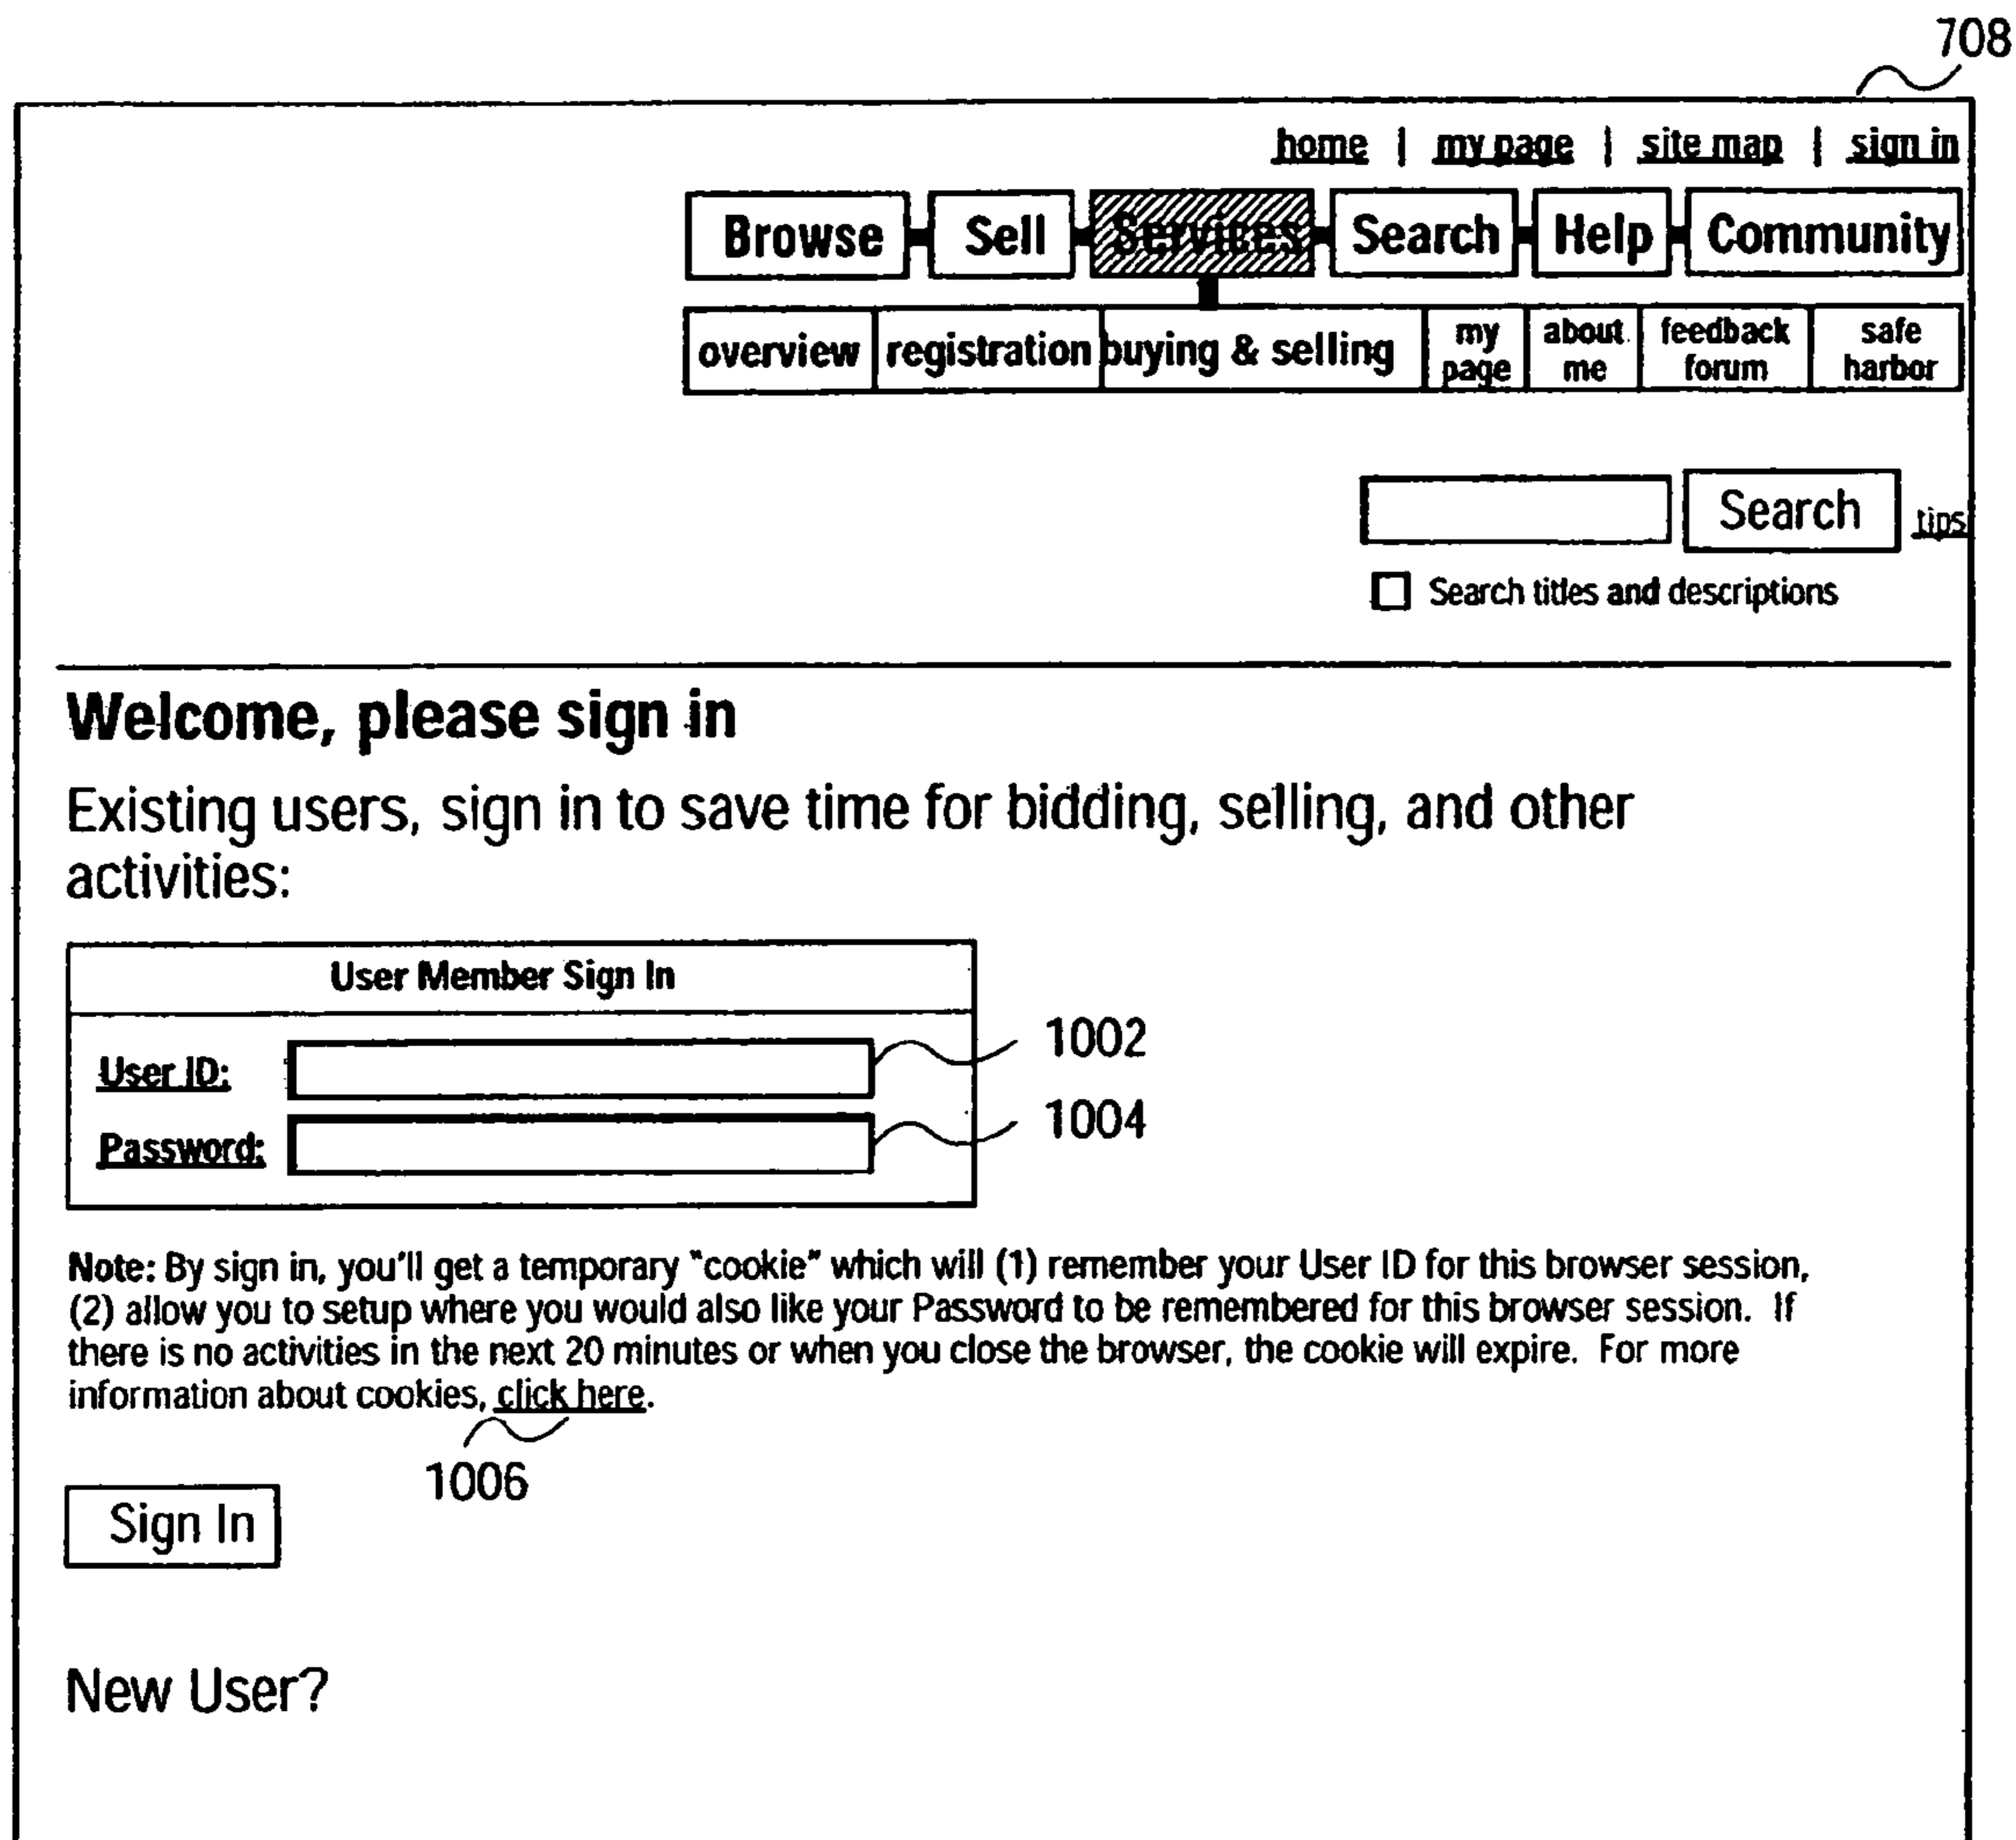 708
home | my page | site map | sign in
Browse Sell Services Search Help Community
overview registration buying & selling my page about me feedback forum safe harbor
Search tips
Search titles and descriptions
Welcome, please sign in
Existing users, sign in to save time for bidding, selling, and other
activities:
User Member Sign In
User ID: 1002
Password: 1004
Note: By sign in, you'll get a temporary "cookie" which will (1) remember your User ID for this browser session,
(2) allow you to setup where you would also like your Password to be remembered for this browser session. If
there is no activities in the next 20 minutes or when you close the browser, the cookie will expire. For more
information about cookies, click here.
1006
Sign In
New User?